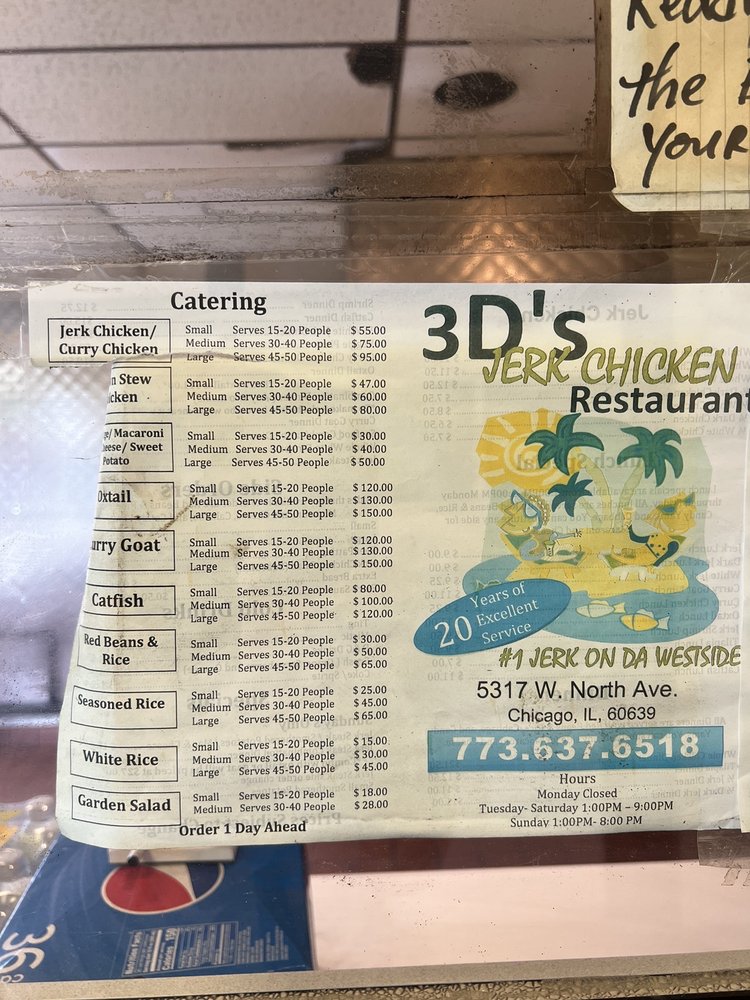 the
your
Catering
Jerk Chicken/
Curry Chicken
Small Serves 15-20 People $ 55.00
Medium Serves 30-40 People $ 75.00
Large Serves 45-50 People $ 95.00
n Stew
cken
Small Serves 15-20 People $ 47.00
Medium Serves 30-40 People $ 60.00
Large Serves 45-50 People $ 80.00
/ Macaroni
eese/ Sweet
Potato
Small Serves 15-20 People $ 30.00
Medium Serves 30-40 People $ 40.00
Large Serves 45-50 People $ 50.00
Oxtail
Small Serves 15-20 People $ 120.00
Medium Serves 30-40 People $ 130.00
Large Serves 45-50 People $ 150.00
urry Goat
Small Serves 15-20 People $ 120.00
Medium Serves 30-40 People $ 130.00
Large Serves 45-50 People $ 150.00
Catfish
Small Serves 15-20 People $ 80.00
Medium Serves 30-40 People $ 100.00
Large Serves 45-50 People $ 120.00
Red Beans &
Rice
Small Serves 15-20 People $ 30.00
Medium Serves 30-40 People $ 50.00
Large Serves 45-50 People $ 65.00
Seasoned Rice
Small Serves 15-20 People $ 25.00
Medium Serves 30-40 People $ 45.00
Large Serves 45-50 People $ 65.00
White Rice
Small Serves 15-20 People $ 15.00
Medium Serves 30-40 People $ 30.00
Large Serves 45-50 People $ 45.00
Garden Salad
Small Serves 15-20 People $ 18.00
Medium Serves 30-40 People $ 28.00
Order 1 Day Ahead
3D's
JERK CHICKEN
Restaurant
20 Years of
Excellent
Service
#1 JERK ON DA WESTSIDE
5317 W. North Ave.
Chicago, IL, 60639
773.637.6518
Hours
Monday Closed
Tuesday- Saturday 1:00PM – 9:00PM
Sunday 1:00PM- 8:00 PM
36
Nutrition Facts
Calories 150